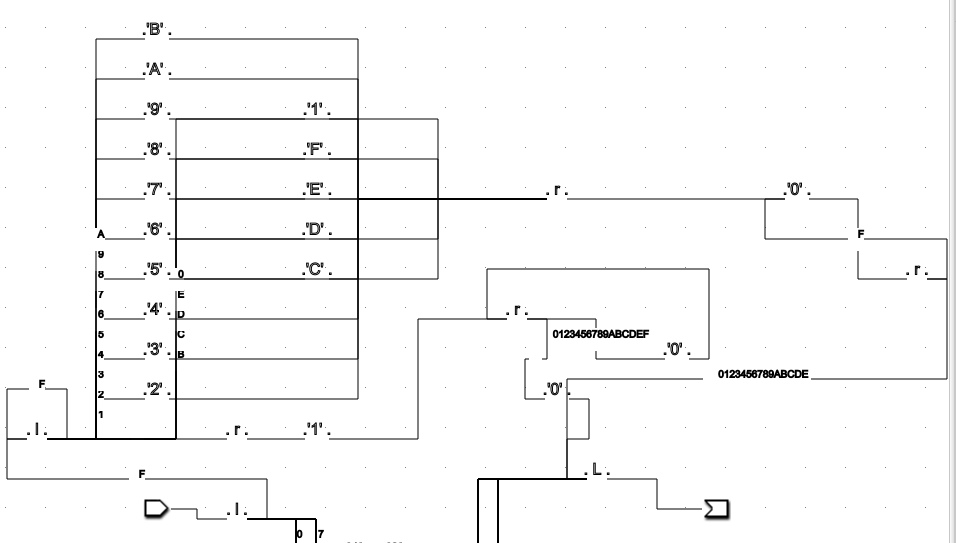 .'B' .
.'A' .
.'9' . .'1' .
.'8' . .'F' .
.'7' . .'E' . . r . .'0' .
A .'6' . .'D' . F
9
8 .'5' . 0 .'C' . . r .
7 E
6 .'4' . D . r .
5 C 0123456789ABCDEF
4 .'3' . B .'0' .
3 0123456789ABCDE
F 2 .'2' . .'0' .
1
. l . . r . .'1' .
F . L .
. l .
0 7